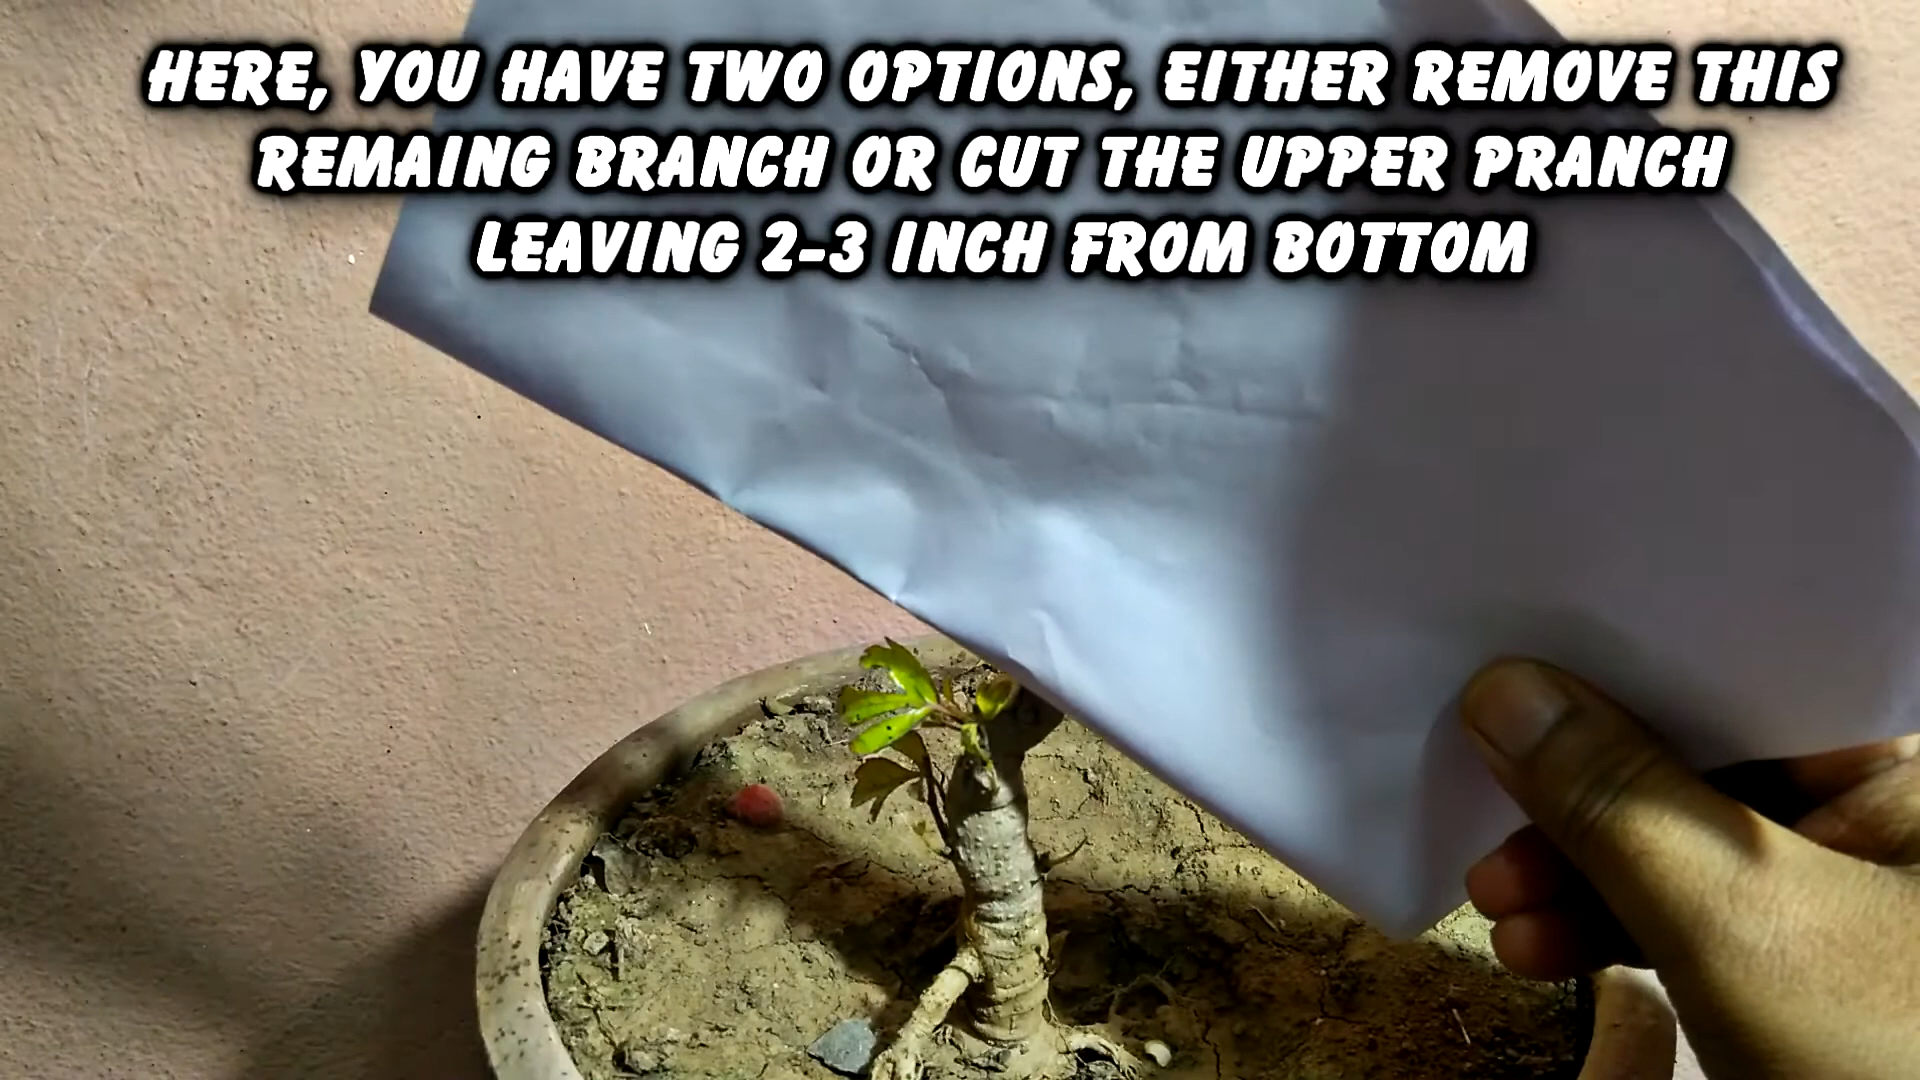 HERE, YOU HAVE TWO OPTIONS, EITHER REMOVE THIS
REMAING BRANCH OR CUT THE UPPER PRANCH
LEAVING 2-3 INCH FROM BOTTOM